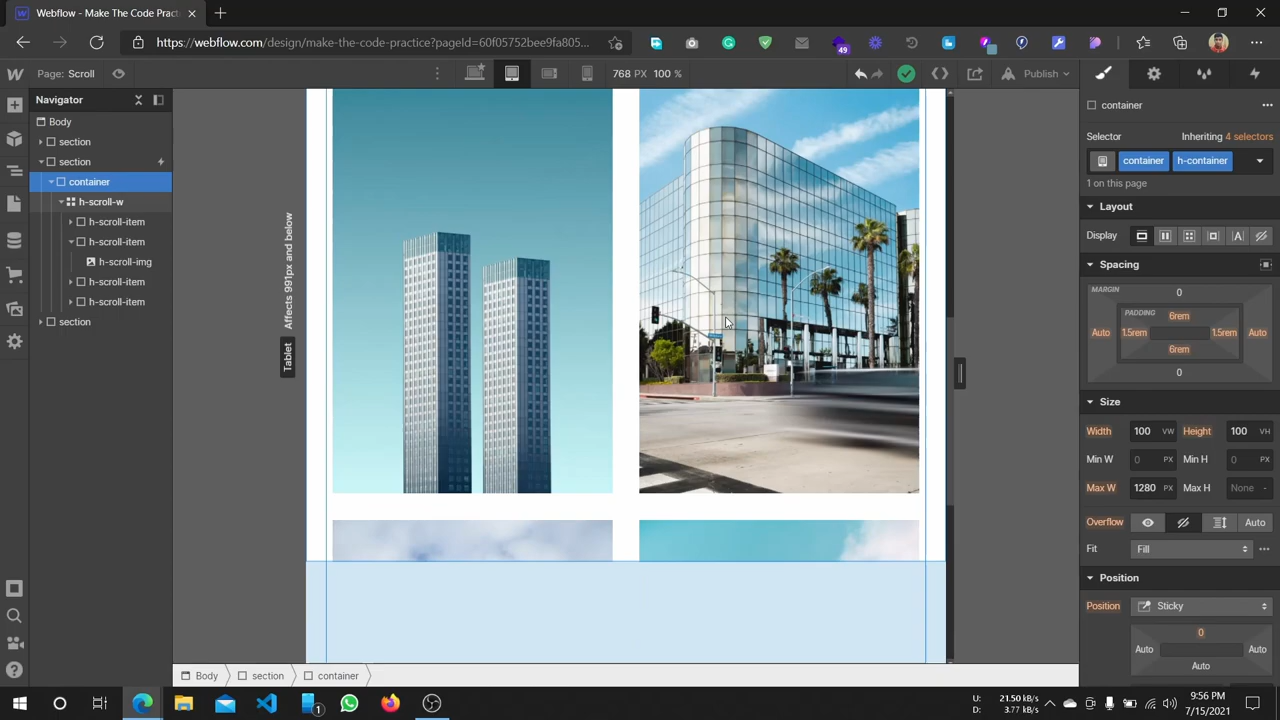 Webflow - Make The Code Practi
https://webflow.com/design/make-the-code-practice?pageId=60f05752bee9fa805...
49
Page: Scroll
768 PX 100 %
Publish
Navigator
Body
section
section
container
h-scroll-w
h-scroll-item
h-scroll-item
h-scroll-img
h-scroll-item
h-scroll-item
section
Affects 991px and below
Tablet
container
Selector
Inheriting 4 selectors
container
h-container
1 on this page
Layout
Display
Spacing
MARGIN
0
PADDING
6rem
Auto
1.5rem
1.5rem
Auto
6rem
0
Size
Width 100 VW Height 100 VH
Min W 0 PX Min H 0 PX
Max W 1280 PX Max H None -
Overflow
Auto
Fit
Fill
Position
Position
Sticky
0
Auto
Auto
Auto
Body
section
container
1
U: 21.50 kB/s
D: 3.77 kB/s
9:56 PM
7/15/2021